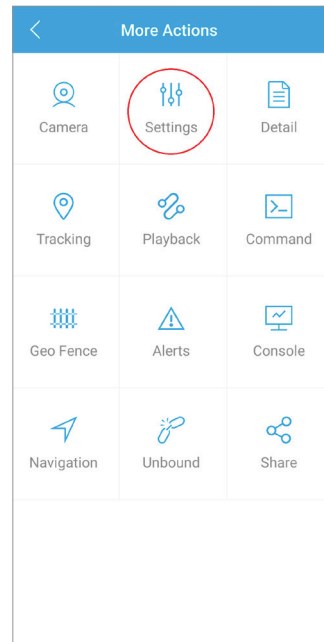 More Actions
Camera
Settings
Detail
Tracking
Playback
Command
Geo Fence
Alerts
Console
Navigation
Unbound
Share